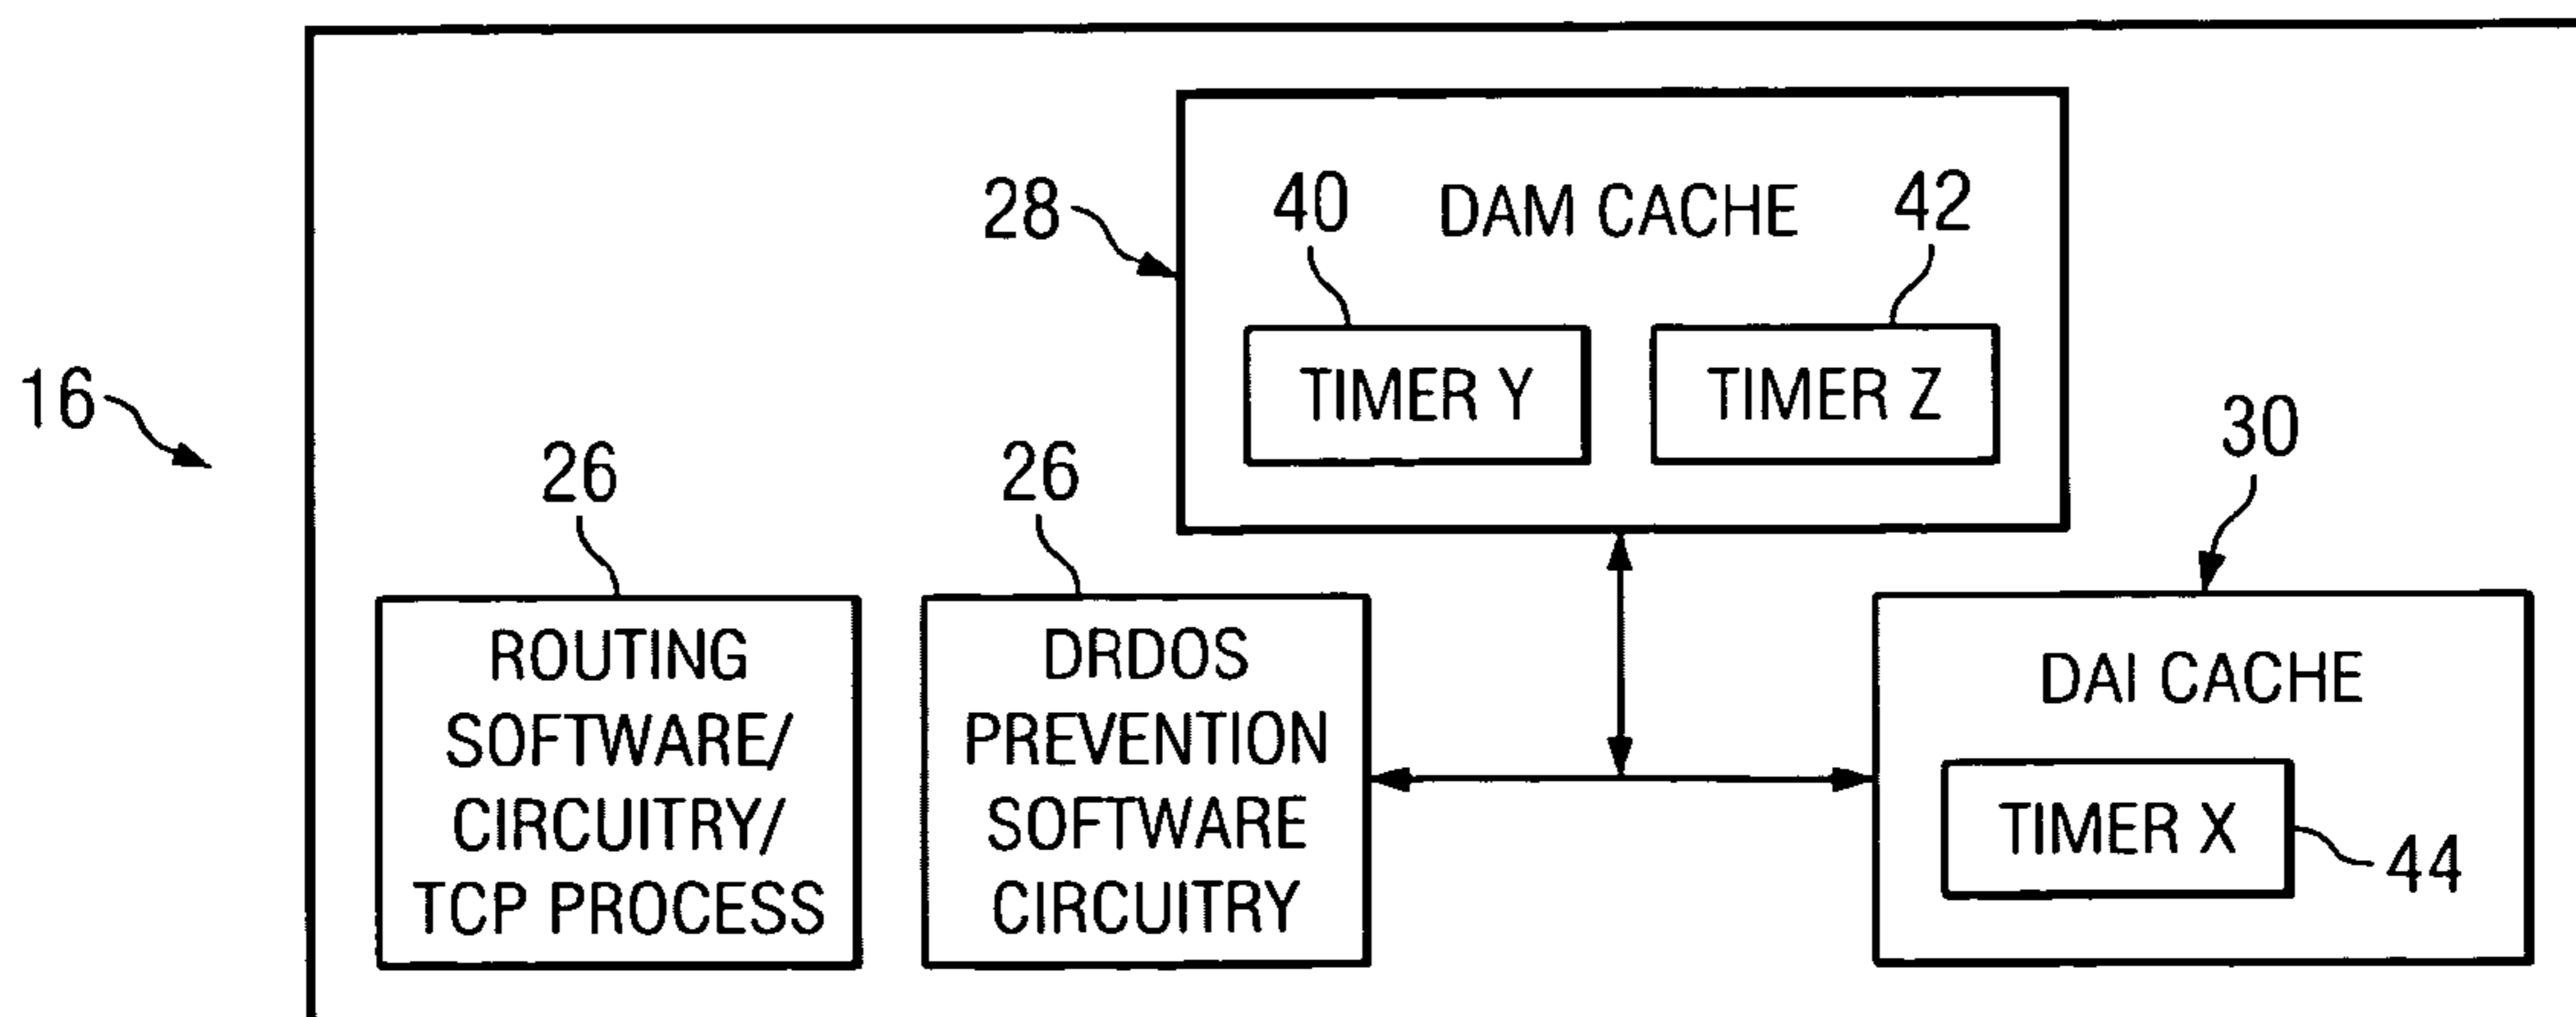 40
DAM CACHE
42
28
TIMER Y
TIMER Z
16
30
26
26
ROUTING
SOFTWARE/
CIRCUITRY/
TCP PROCESS
DRDOS
PREVENTION
SOFTWARE
CIRCUITRY
DAI CACHE
TIMER X
44